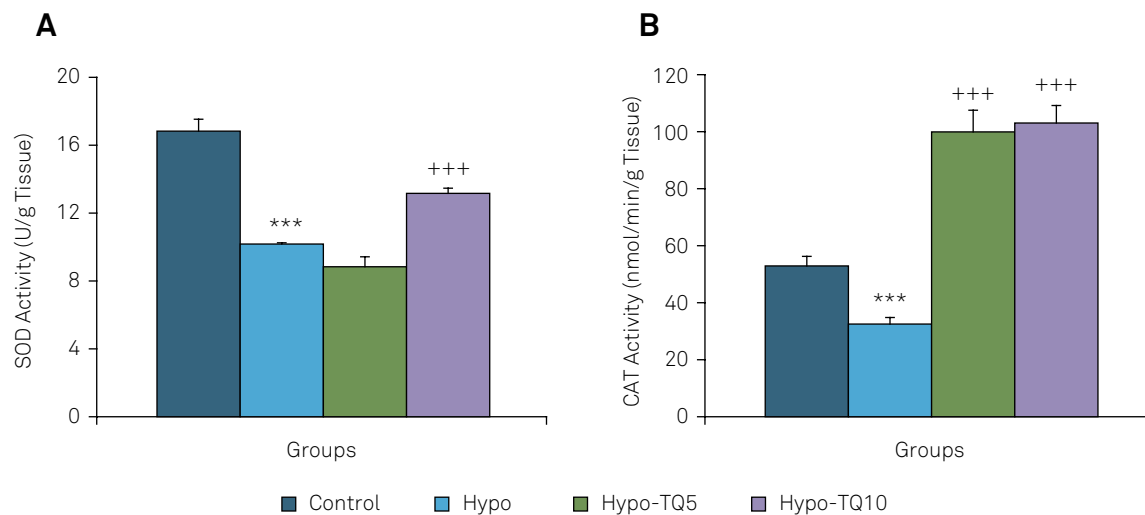 A
SOD Activity (U/g Tissue)
20
16
12
8
4
0
***
+++
Groups
B
CAT Activity (nmol/min/g Tissue)
120
100
80
60
40
20
0
***
+++
+++
Groups
Control
Hypo
Hypo-TQ5
Hypo-TQ10